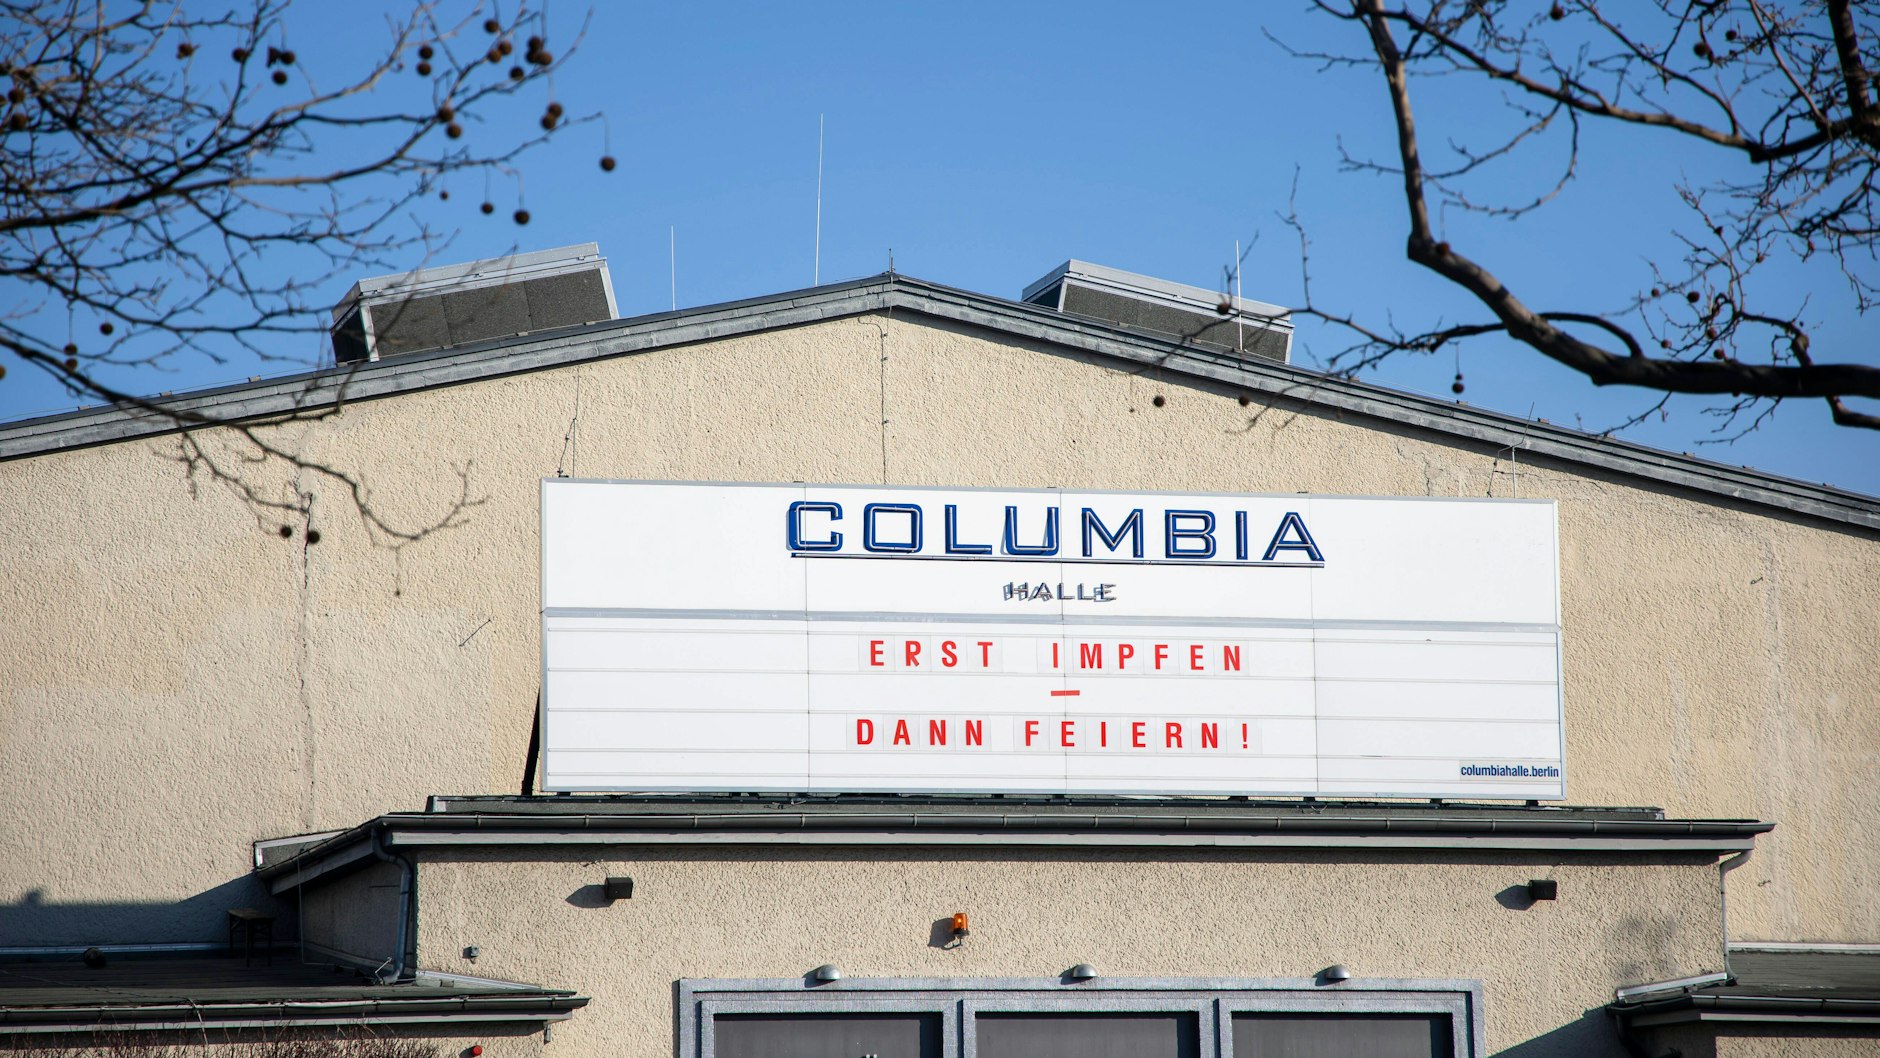 COLUMBIA
HALLE
ERST IMPFEN
–
DANN FEIERN!
columbiahalle.berlin